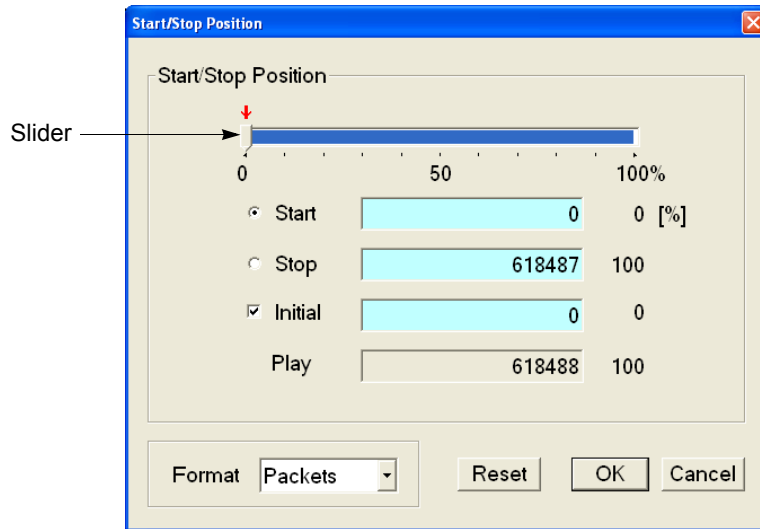 Start/Stop Position
Start/Stop Position
Slider
0 50 100%
Start 0 0 [%]
Stop 618487 100
Initial 0 0
Play 618488 100
Format Packets Reset OK Cancel